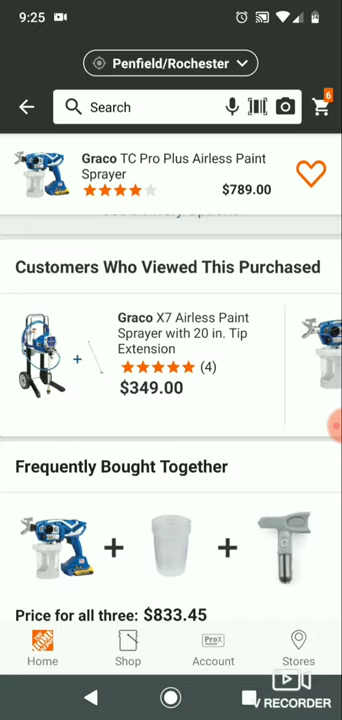 9:25
Penfield/Rochester
6
Search
Graco TC Pro Plus Airless Paint
Sprayer
$789.00
Customers Who Viewed This Purchased
Graco X7 Airless Paint
Sprayer with 20 in. Tip
Extension
(4)
$349.00
Frequently Bought Together
Price for all three: $833.45
ProX
Home
Shop
Account
Stores
V RECORDER